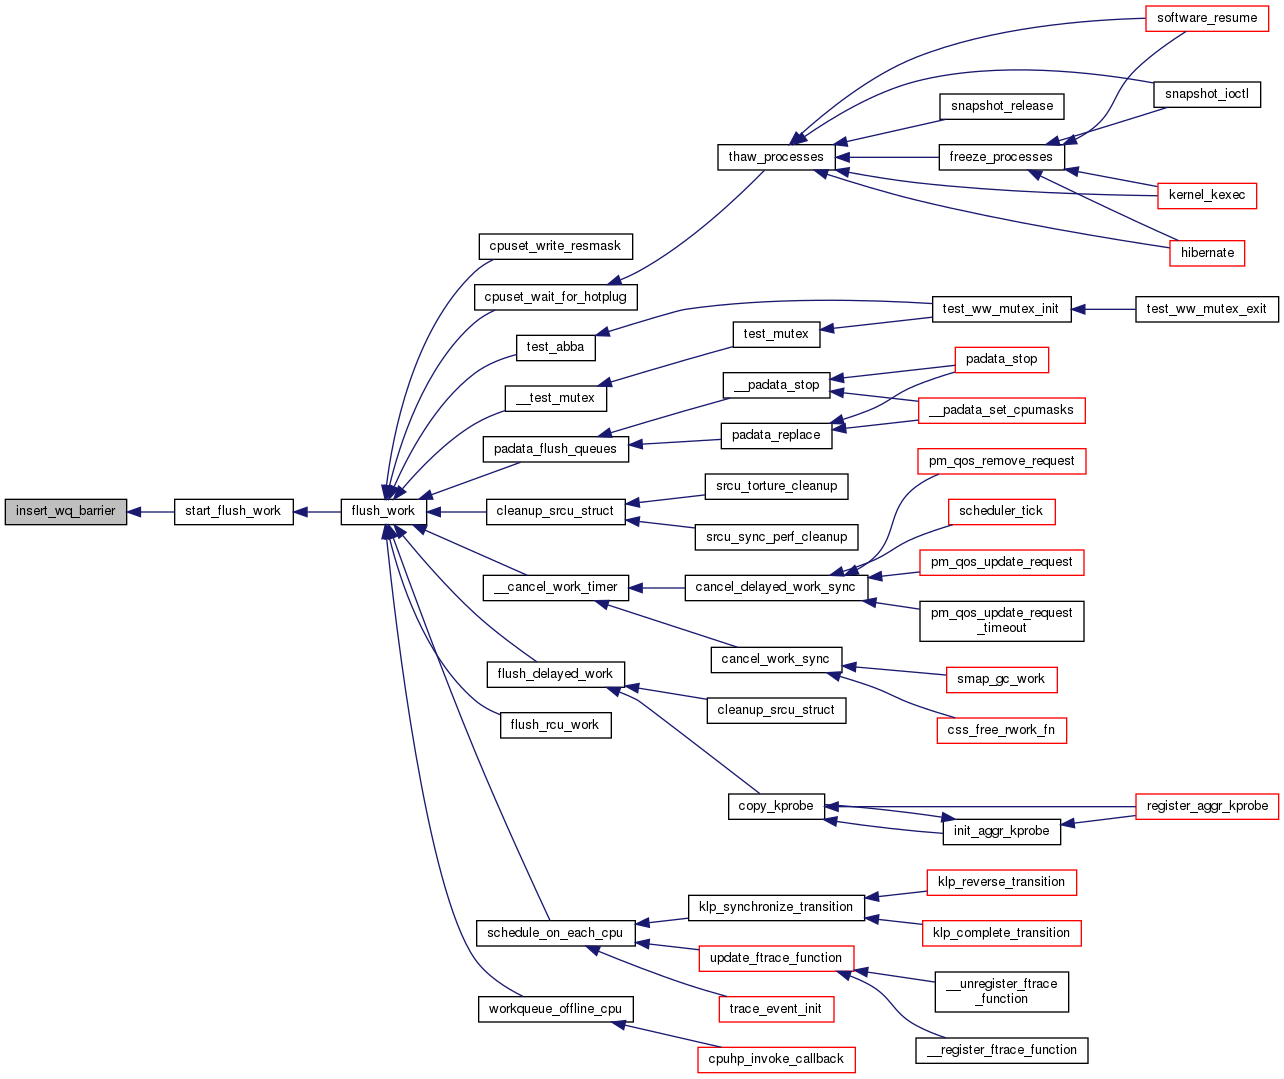 software_resume
snapshot_ioctl
snapshot_release
thaw_processes
freeze_processes
kernel_kexec
hibernate
cpuset_write_resmask
cpuset_wait_for_hotplug
test_ww_mutex_init
test_ww_mutex_exit
test_abba
test_mutex
padata_stop
__test_mutex
__padata_stop
__padata_set_cpumasks
padata_flush_queues
padata_replace
pm_qos_remove_request
srcu_torture_cleanup
insert_wq_barrier
start_flush_work
flush_work
cleanup_srcu_struct
scheduler_tick
srcu_sync_perf_cleanup
pm_qos_update_request
__cancel_work_timer
cancel_delayed_work_sync
pm_qos_update_request
_timeout
cancel_work_sync
flush_delayed_work
smap_gc_work
cleanup_srcu_struct
flush_rcu_work
css_free_rwork_fn
copy_kprobe
register_aggr_kprobe
init_aggr_kprobe
klp_reverse_transition
klp_synchronize_transition
schedule_on_each_cpu
klp_complete_transition
update_ftrace_function
__unregister_ftrace
_function
workqueue_offline_cpu
trace_event_init
__register_ftrace_function
cpuhp_invoke_callback